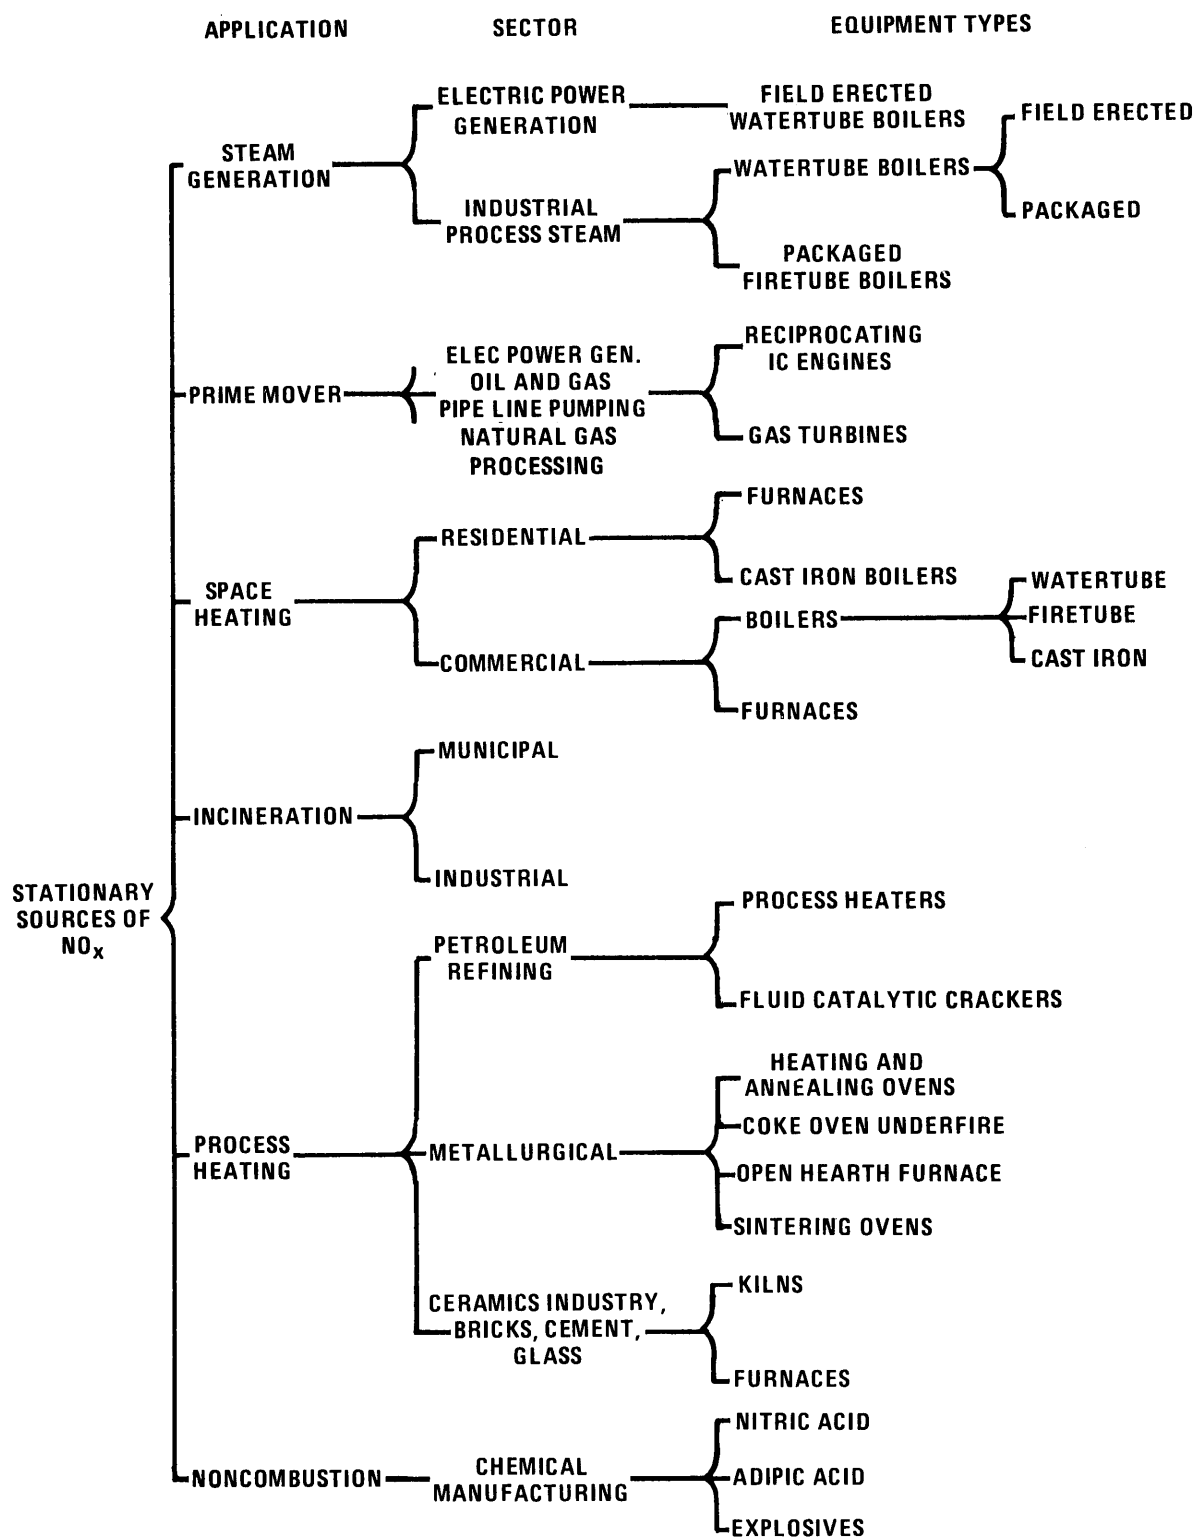 APPLICATION
SECTOR
EQUIPMENT TYPES
STATIONARY
SOURCES OF
NOx
STEAM
GENERATION
ELECTRIC POWER
GENERATION
FIELD ERECTED
WATERTUBE BOILERS
INDUSTRIAL
PROCESS STEAM
WATERTUBE BOILERS
FIELD ERECTED
PACKAGED
PACKAGED
FIRETUBE BOILERS
PRIME MOVER
ELEC POWER GEN.
OIL AND GAS
PIPE LINE PUMPING
NATURAL GAS
PROCESSING
RECIPROCATING
IC ENGINES
GAS TURBINES
SPACE
HEATING
RESIDENTIAL
FURNACES
CAST IRON BOILERS
COMMERCIAL
BOILERS
WATERTUBE
FIRETUBE
CAST IRON
FURNACES
INCINERATION
MUNICIPAL
INDUSTRIAL
PROCESS
HEATING
PETROLEUM
REFINING
PROCESS HEATERS
FLUID CATALYTIC CRACKERS
METALLURGICAL
HEATING AND
ANNEALING OVENS
COKE OVEN UNDERFIRE
OPEN HEARTH FURNACE
SINTERING OVENS
CERAMICS INDUSTRY,
BRICKS, CEMENT,
GLASS
KILNS
FURNACES
NONCOMBUSTION
CHEMICAL
MANUFACTURING
NITRIC ACID
ADIPIC ACID
EXPLOSIVES